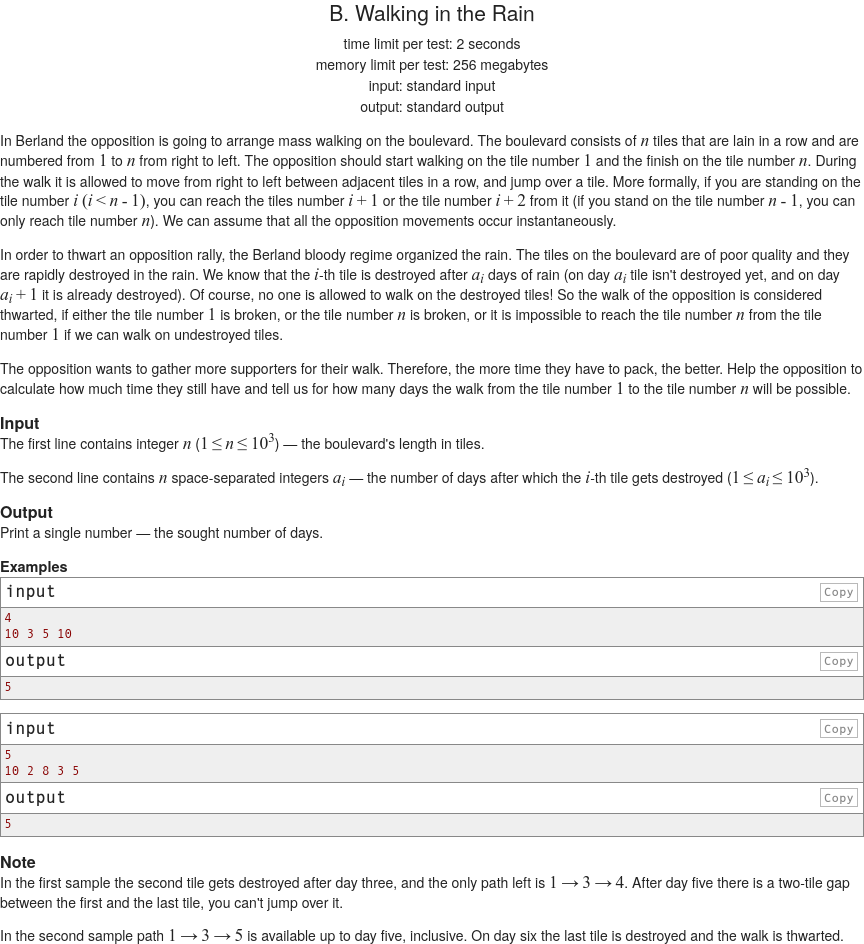 B. Walking in the Rain
time limit per test: 2 seconds
memory limit per test: 256 megabytes
input: standard input
output: standard output
In Berland the opposition is going to arrange mass walking on the boulevard. The boulevard consists of n tiles that are lain in a row and are
numbered from 1 to n from right to left. The opposition should start walking on the tile number 1 and the finish on the tile number n. During
the walk it is allowed to move from right to left between adjacent tiles in a row, and jump over a tile. More formally, if you are standing on the
tile number i (i < n - 1), you can reach the tiles number i + 1 or the tile number i + 2 from it (if you stand on the tile number n - 1, you can
only reach tile number n). We can assume that all the opposition movements occur instantaneously.
In order to thwart an opposition rally, the Berland bloody regime organized the rain. The tiles on the boulevard are of poor quality and they
are rapidly destroyed in the rain. We know that the i-th tile is destroyed after a_i days of rain (on day a_i tile isn't destroyed yet, and on day
a_i + 1 it is already destroyed). Of course, no one is allowed to walk on the destroyed tiles! So the walk of the opposition is considered
thwarted, if either the tile number 1 is broken, or the tile number n is broken, or it is impossible to reach the tile number n from the tile
number 1 if we can walk on undestroyed tiles.
The opposition wants to gather more supporters for their walk. Therefore, the more time they have to pack, the better. Help the opposition to
calculate how much time they still have and tell us for how many days the walk from the tile number 1 to the tile number n will be possible.
Input
The first line contains integer n (1 ≤ n ≤ 10^3) — the boulevard's length in tiles.
The second line contains n space-separated integers a_i — the number of days after which the i-th tile gets destroyed (1 ≤ a_i ≤ 10^3).
Output
Print a single number — the sought number of days.
Examples
input Copy
4
10 3 5 10
output Copy
5
input Copy
5
10 2 8 3 5
output Copy
5
Note
In the first sample the second tile gets destroyed after day three, and the only path left is 1 → 3 → 4. After day five there is a two-tile gap
between the first and the last tile, you can't jump over it.
In the second sample path 1 → 3 → 5 is available up to day five, inclusive. On day six the last tile is destroyed and the walk is thwarted.